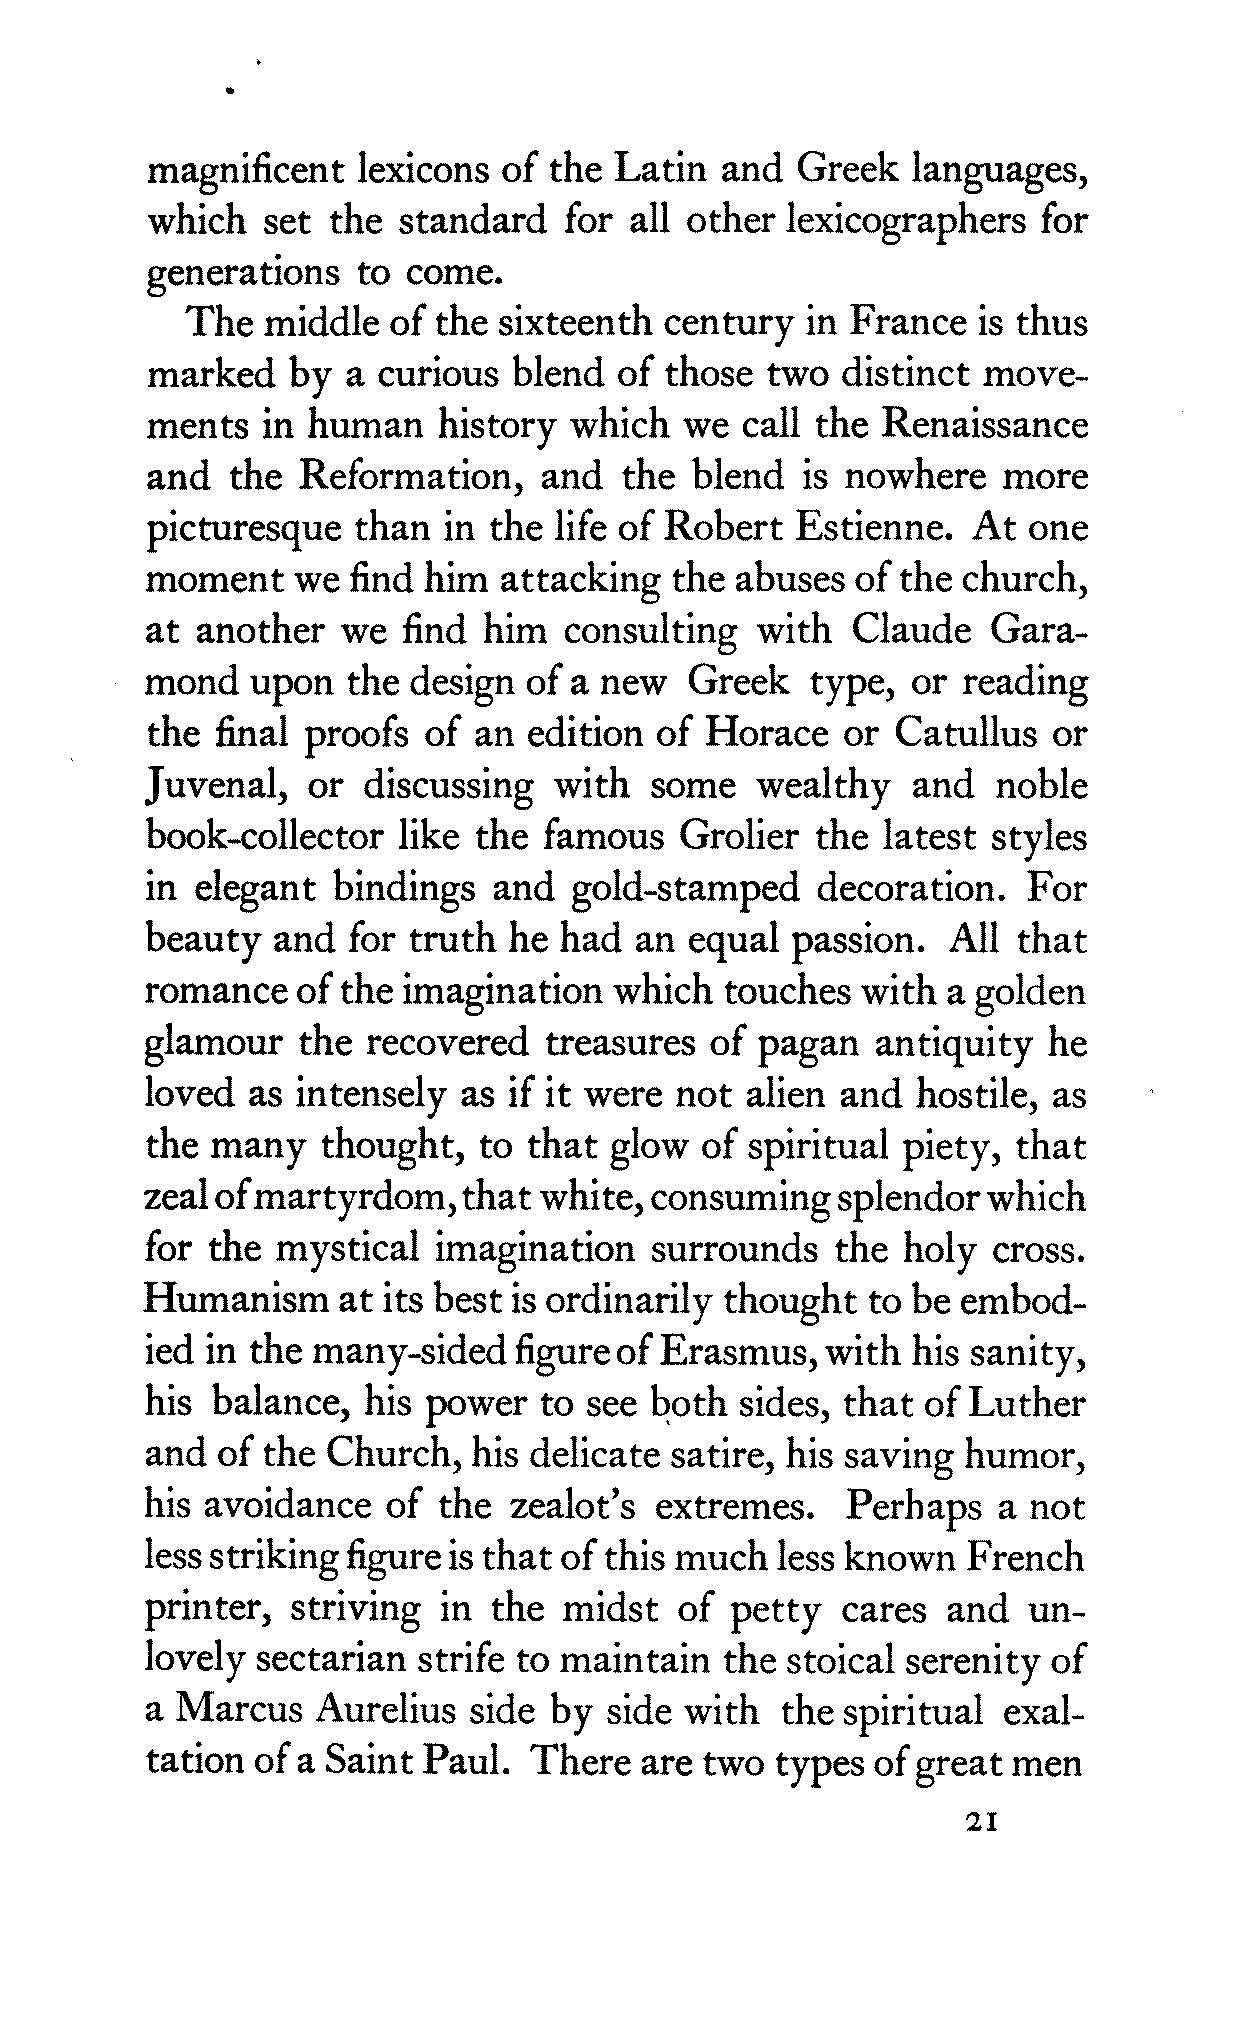 magnificent lexicons of the Latin and Greek languages,
which set the standard for all other lexicographers for
generations to come.
The middle of the sixteenth century in France is thus
marked by a curious blend of those two distinct move-
ments in human history which we call the Renaissance
and the Reformation, and the blend is nowhere more
picturesque than in the life of Robert Estienne. At one
moment we find him attacking the abuses of the church,
at another we find him consulting with Claude Gara-
mond upon the design of a new Greek type, or reading
the final proofs of an edition of Horace or Catullus or
Juvenal, or discussing with some wealthy and noble
book-collector like the famous Grolier the latest styles
in elegant bindings and gold-stamped decoration. For
beauty and for truth he had an equal passion. All that
romance of the imagination which touches with a golden
glamour the recovered treasures of pagan antiquity he
loved as intensely as if it were not alien and hostile, as
the many thought, to that glow of spiritual piety, that
zeal of martyrdom, that white, consuming splendor which
for the mystical imagination surrounds the holy cross.
Humanism at its best is ordinarily thought to be embod-
ied in the many-sided figure of Erasmus, with his sanity,
his balance, his power to see both sides, that of Luther
and of the Church, his delicate satire, his saving humor,
his avoidance of the zealot's extremes. Perhaps a not
less striking figure is that of this much less known French
printer, striving in the midst of petty cares and un-
lovely sectarian strife to maintain the stoical serenity of
a Marcus Aurelius side by side with the spiritual exal-
tation of a Saint Paul. There are two types of great men
21